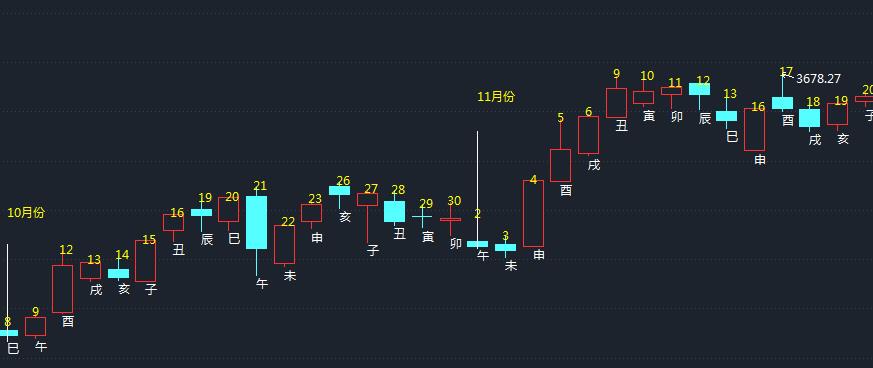 10月份
8
巳
9
午
12
酉
13
戌
14
亥
15
子
16
丑
19
辰
20
巳
21
午
22
未
23
申
26
亥
27
子
28
丑
29
寅
30
卯
11月份
2
午
3
未
4
申
5
酉
6
戌
9
丑
10
寅
11
卯
12
辰
13
巳
16
申
17
3678.27
酉
18
戌
19
亥
20
子